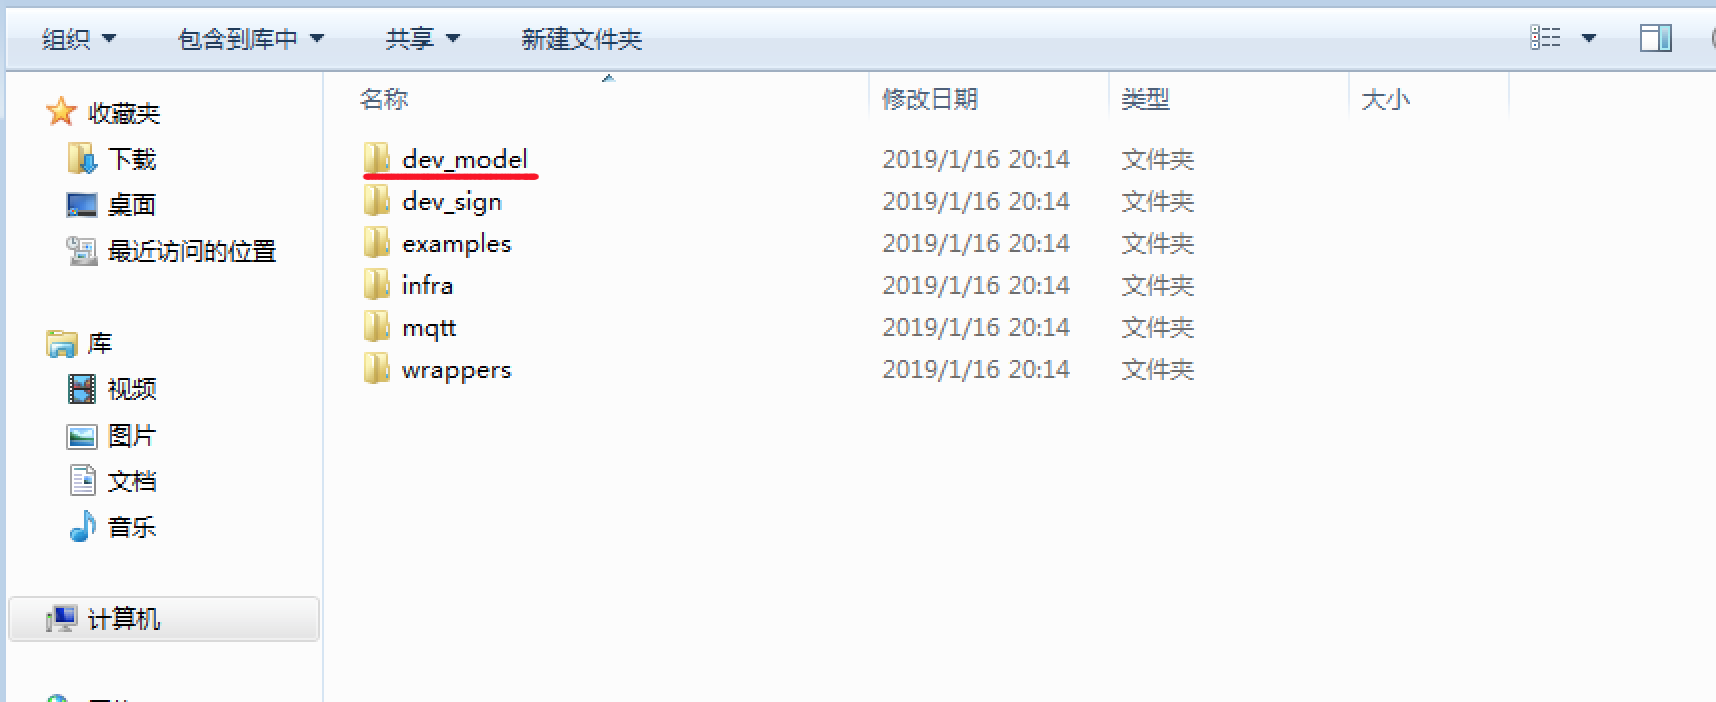 组织 包含到库中 共享 新建文件夹
收藏夹
下载
桌面
最近访问的位置
库
视频
图片
文档
音乐
计算机
名称 修改日期 类型 大小
dev_model 2019/1/16 20:14 文件夹
dev_sign 2019/1/16 20:14 文件夹
examples 2019/1/16 20:14 文件夹
infra 2019/1/16 20:14 文件夹
mqtt 2019/1/16 20:14 文件夹
wrappers 2019/1/16 20:14 文件夹